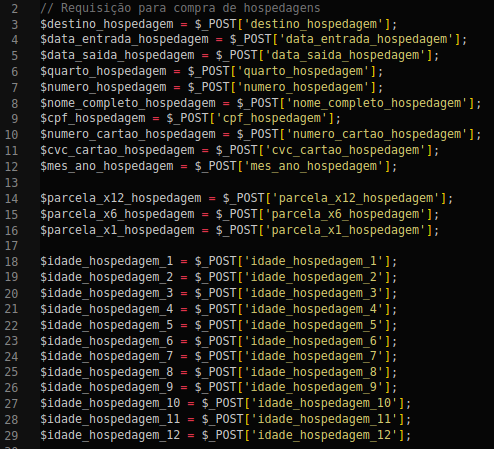 2 // Requisição para compra de hospedagens
3 $destino_hospedagem = $_POST['destino_hospedagem'];
4 $data_entrada_hospedagem = $_POST['data_entrada_hospedagem'];
5 $data_saida_hospedagem = $_POST['data_saida_hospedagem'];
6 $quarto_hospedagem = $_POST['quarto_hospedagem'];
7 $numero_hospedagem = $_POST['numero_hospedagem'];
8 $nome_completo_hospedagem = $_POST['nome_completo_hospedagem'];
9 $cpf_hospedagem = $_POST['cpf_hospedagem'];
10 $numero_cartao_hospedagem = $_POST['numero_cartao_hospedagem'];
11 $cvc_cartao_hospedagem = $_POST['cvc_cartao_hospedagem'];
12 $mes_ano_hospedagem = $_POST['mes_ano_hospedagem'];
13
14 $parcela_x12_hospedagem = $_POST['parcela_x12_hospedagem'];
15 $parcela_x6_hospedagem = $_POST['parcela_x6_hospedagem'];
16 $parcela_x1_hospedagem = $_POST['parcela_x1_hospedagem'];
17
18 $idade_hospedagem_1 = $_POST['idade_hospedagem_1'];
19 $idade_hospedagem_2 = $_POST['idade_hospedagem_2'];
20 $idade_hospedagem_3 = $_POST['idade_hospedagem_3'];
21 $idade_hospedagem_4 = $_POST['idade_hospedagem_4'];
22 $idade_hospedagem_5 = $_POST['idade_hospedagem_5'];
23 $idade_hospedagem_6 = $_POST['idade_hospedagem_6'];
24 $idade_hospedagem_7 = $_POST['idade_hospedagem_7'];
25 $idade_hospedagem_8 = $_POST['idade_hospedagem_8'];
26 $idade_hospedagem_9 = $_POST['idade_hospedagem_9'];
27 $idade_hospedagem_10 = $_POST['idade_hospedagem_10'];
28 $idade_hospedagem_11 = $_POST['idade_hospedagem_11'];
29 $idade_hospedagem_12 = $_POST['idade_hospedagem_12'];